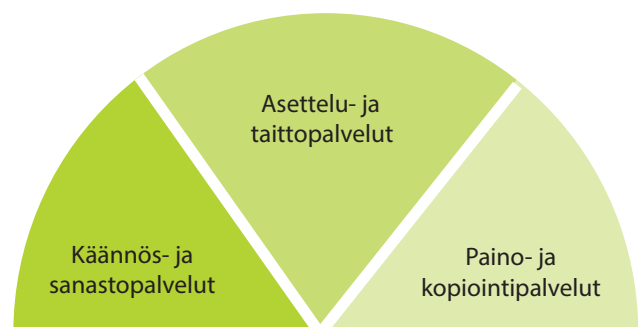 Asettelu- ja
taittopalvelut
Käännös- ja
sanastopalvelut
Paino- ja
kopiointipalvelut